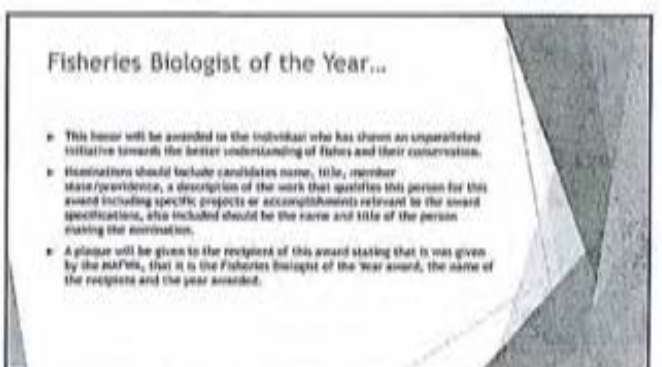 Fisheries Biologist of the Year...
▸ This honor will be awarded to the individual who has shown an unparalleled
initiative towards the better understanding of fishes and their conservation.
▸ Nominations should include candidates name, title, member
state/providence, a description of the work that qualifies this person for this
award including specific projects or accomplishments relevant to the award
specifications, also included should be the name and title of the person
making the nomination.
▸ A plaque will be given to the recipient of this award stating that is was given
by the MAFWA, that it is the Fisheries Biologist of the Year award, the name of
the recipient and the year awarded.